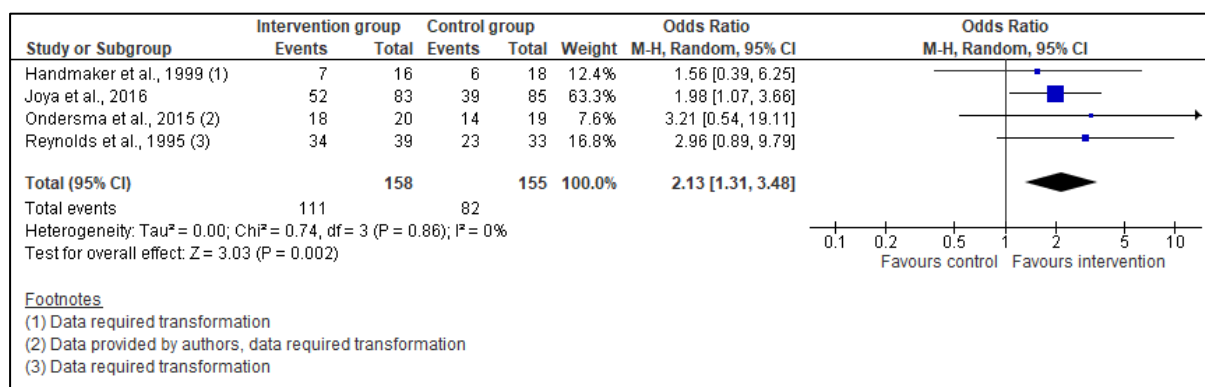 Intervention group Control group Odds Ratio Odds Ratio
Study or Subgroup Events Total Events Total Weight M-H, Random, 95% CI M-H, Random, 95% CI
Handmaker et al., 1999 (1) 7 16 6 18 12.4% 1.56 [0.39, 6.25]
Joya et al., 2016 52 83 39 85 63.3% 1.98 [1.07, 3.66]
Ondersma et al., 2015 (2) 18 20 14 19 7.6% 3.21 [0.54, 19.11]
Reynolds et al., 1995 (3) 34 39 23 33 16.8% 2.96 [0.89, 9.79]
Total (95% CI) 158 155 100.0% 2.13 [1.31, 3.48]
Total events 111 82
Heterogeneity: Tau² = 0.00; Chi² = 0.74, df = 3 (P = 0.86); I² = 0%
Test for overall effect: Z = 3.03 (P = 0.002)
0.1 0.2 0.5 1 2 5 10
Favours control Favours intervention
Footnotes
(1) Data required transformation
(2) Data provided by authors, data required transformation
(3) Data required transformation